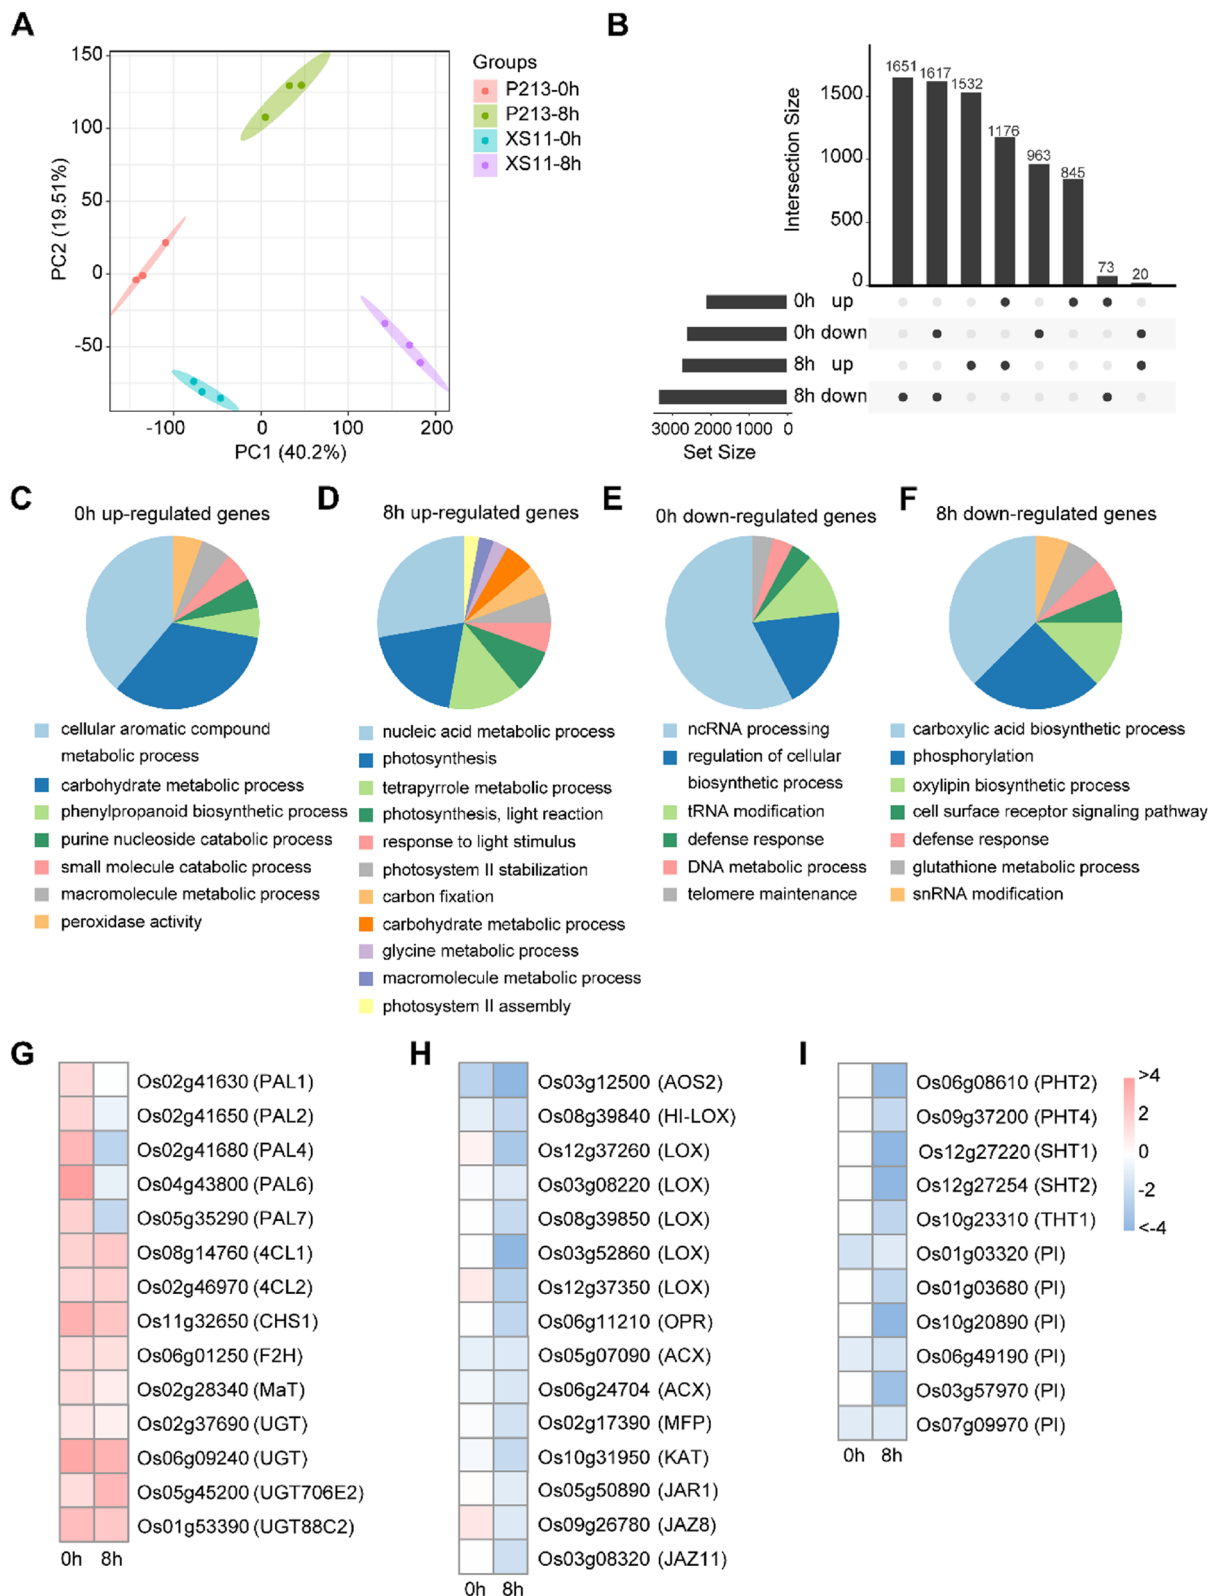 A
150
100
50
0
-50
-100
0
100
200
PC1 (40.2%)
PC2 (19.51%)
Groups
P213-0h
P213-8h
XS11-0h
XS11-8h
B
Intersection Size
1500
1000
500
0
1651
1617
1532
1176
963
845
73
20
0h up
0h down
8h up
8h down
3000 2000 1000 0
Set Size
C
0h up-regulated genes
cellular aromatic compound
metabolic process
carbohydrate metabolic process
phenylpropanoid biosynthetic process
purine nucleoside catabolic process
small molecule catabolic process
macromolecule metabolic process
peroxidase activity
D
8h up-regulated genes
nucleic acid metabolic process
photosynthesis
tetrapyrrole metabolic process
photosynthesis, light reaction
response to light stimulus
photosystem II stabilization
carbon fixation
carbohydrate metabolic process
glycine metabolic process
macromolecule metabolic process
photosystem II assembly
E
0h down-regulated genes
ncRNA processing
regulation of cellular
biosynthetic process
tRNA modification
defense response
DNA metabolic process
telomere maintenance
F
8h down-regulated genes
carboxylic acid biosynthetic process
phosphorylation
oxylipin biosynthetic process
cell surface receptor signaling pathway
defense response
glutathione metabolic process
snRNA modification
G
Os02g41630 (PAL1)
Os02g41650 (PAL2)
Os02g41680 (PAL4)
Os04g43800 (PAL6)
Os05g35290 (PAL7)
Os08g14760 (4CL1)
Os02g46970 (4CL2)
Os11g32650 (CHS1)
Os06g01250 (F2H)
Os02g28340 (MaT)
Os02g37690 (UGT)
Os06g09240 (UGT)
Os05g45200 (UGT706E2)
Os01g53390 (UGT88C2)
0h 8h
H
Os03g12500 (AOS2)
Os08g39840 (HI-LOX)
Os12g37260 (LOX)
Os03g08220 (LOX)
Os08g39850 (LOX)
Os03g52860 (LOX)
Os12g37350 (LOX)
Os06g11210 (OPR)
Os05g07090 (ACX)
Os06g24704 (ACX)
Os02g17390 (MFP)
Os10g31950 (KAT)
Os05g50890 (JAR1)
Os09g26780 (JAZ8)
Os03g08320 (JAZ11)
0h 8h
I
Os06g08610 (PHT2)
Os09g37200 (PHT4)
Os12g27220 (SHT1)
Os12g27254 (SHT2)
Os10g23310 (THT1)
Os01g03320 (PI)
Os01g03680 (PI)
Os10g20890 (PI)
Os06g49190 (PI)
Os03g57970 (PI)
Os07g09970 (PI)
0h 8h
>4
2
0
-2
<-4